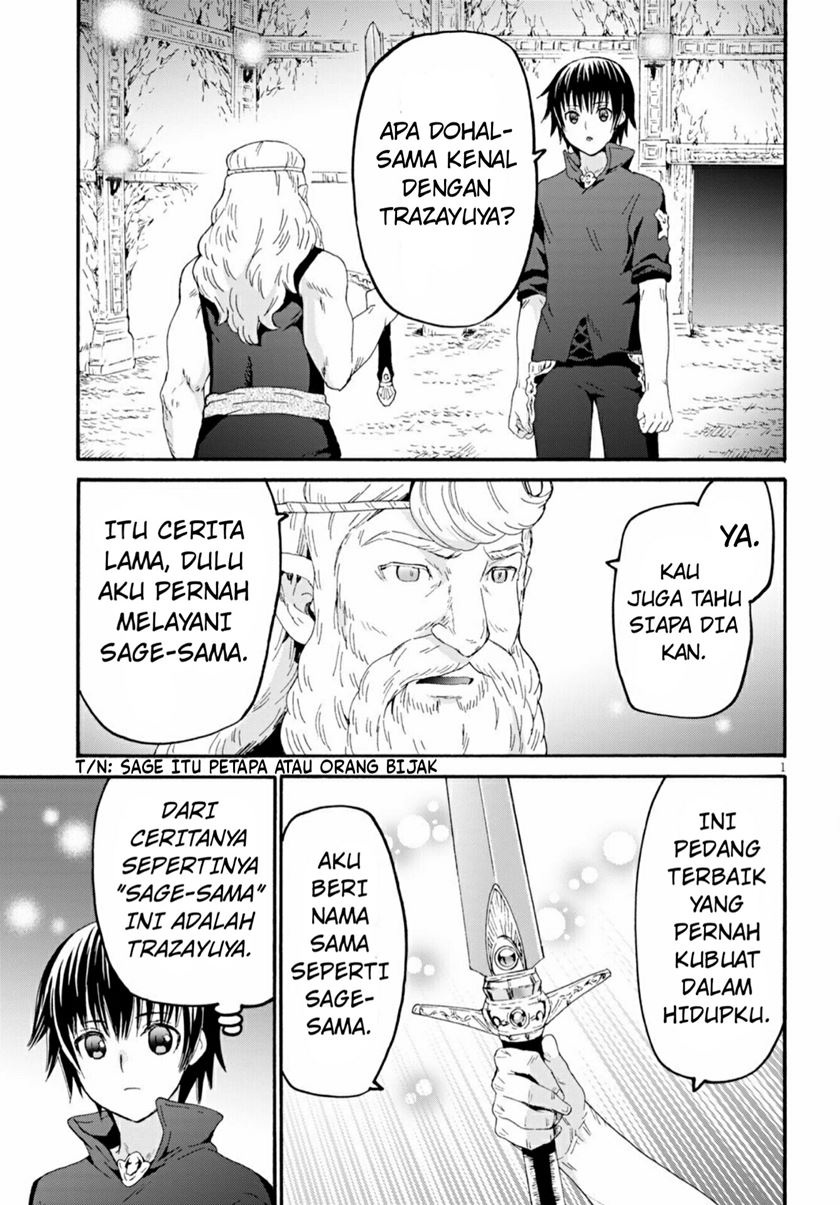 APA DOHAL-
SAMA KENAL
DENGAN
TRAZAYUYA?
YA.
KAU
JUGA TAHU
SIAPA DIA
KAN.
ITU CERITA
LAMA, DULU
AKU PERNAH
MELAYANI
SAGE-SAMA.
T/N: SAGE ITU PETAPA ATAU ORANG BIJAK
1
INI
PEDANG
TERBAIK
YANG
PERNAH
KUBUAT
DALAM
HIDUPKU.
AKU
BERI
NAMA
SAMA
SEPERTI
SAGE-
SAMA.
DARI
CERITANYA
SEPERTINYA
"SAGE-SAMA"
INI ADALAH
TRAZAYUYA.